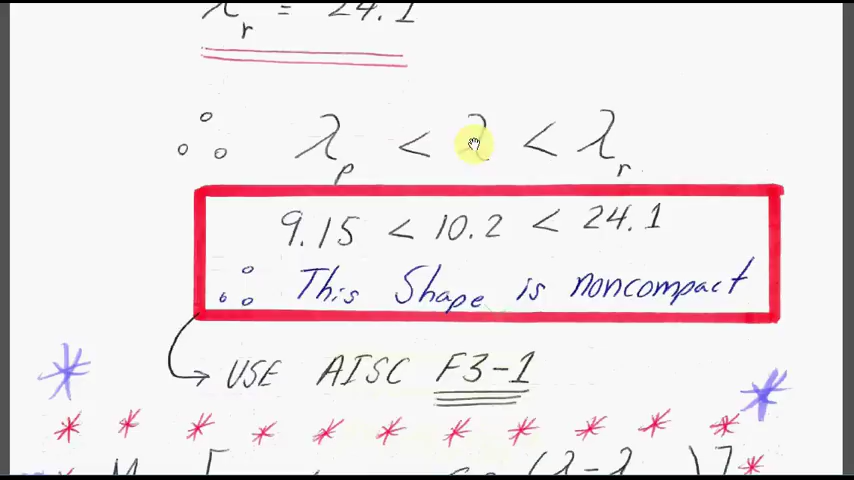 λr = 24.1
∴ λp < λ < λr
9.15 < 10.2 < 24.1
∴ This Shape is noncompact
USE AISC F3-1
M [ (λ-λ )]